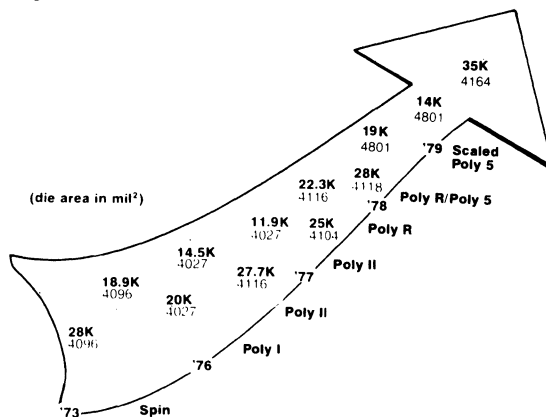 35K
4164
14K
4801
19K
4801
'79 Scaled
Poly 5
(die area in mil²)
22.3K
4116
28K
4118
'78 Poly R/Poly 5
11.9K
4027
25K
4104
Poly R
14.5K
4027
27.7K
4116
'77 Poly II
18.9K
4096
20K
4027
Poly II
28K
4096
Poly I
'76
'73 Spin